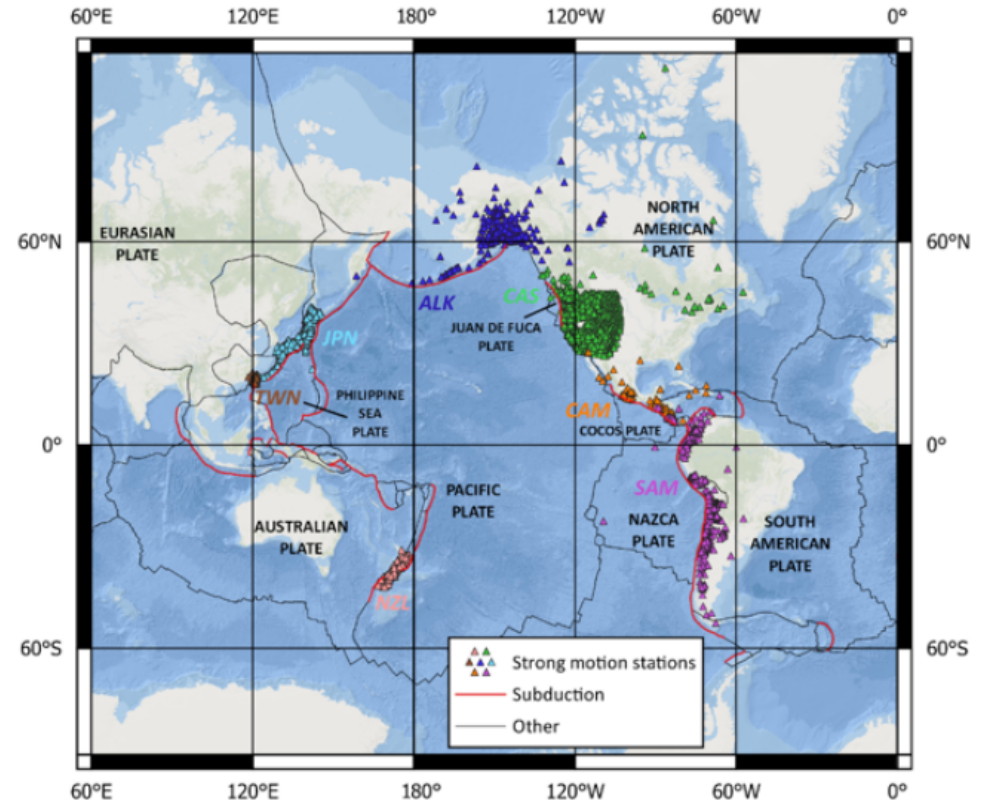 60°E 120°E 180° 120°W 60°W 0°
EURASIAN
PLATE
NORTH
AMERICAN
PLATE
60°N 60°N
ALK
CAS
JUAN DE FUCA
PLATE
JPN
TWN
PHILIPPINE
SEA
PLATE
CAM
COCOS PLATE
0° 0°
SAM
PACIFIC
PLATE
AUSTRALIAN
PLATE
NAZCA
PLATE
SOUTH
AMERICAN
PLATE
NZL
60°S 60°S
Strong motion stations
Subduction
Other
60°E 120°E 180° 120°W 60°W 0°